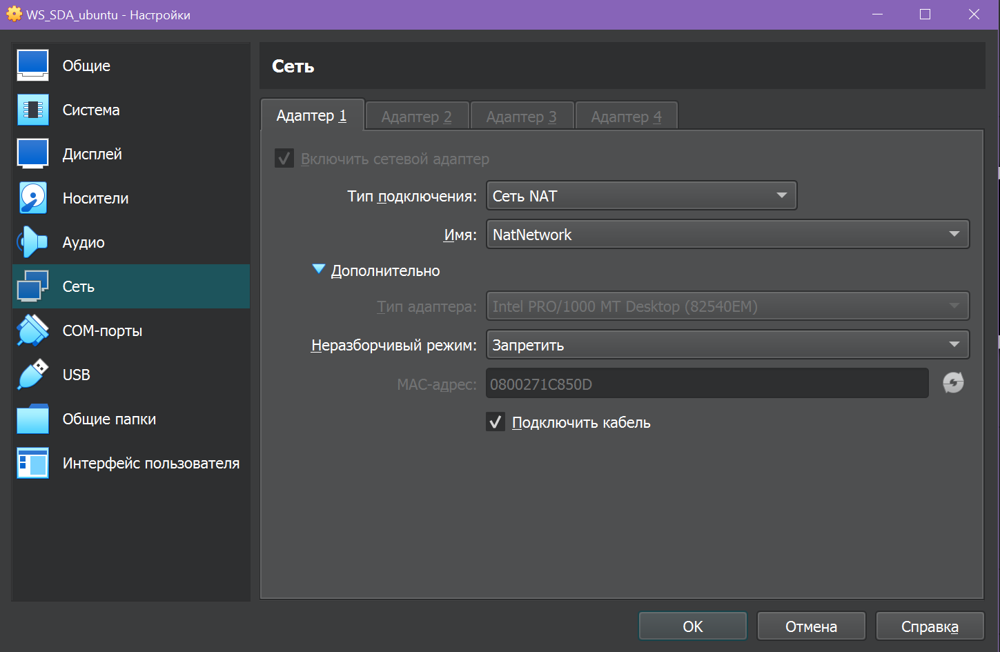 WS_SDA_ubuntu - Настройки
Общие
Система
Дисплей
Носители
Аудио
Сеть
COM-порты
USB
Общие папки
Интерфейс пользователя
Сеть
Адаптер 1 Адаптер 2 Адаптер 3 Адаптер 4
Включить сетевой адаптер
Тип подключения: Сеть NAT
Имя: NatNetwork
Дополнительно
Тип адаптера: Intel PRO/1000 MT Desktop (82540EM)
Неразборчивый режим: Запретить
MAC-адрес: 0800271C850D
Подключить кабель
OK Отмена Справка